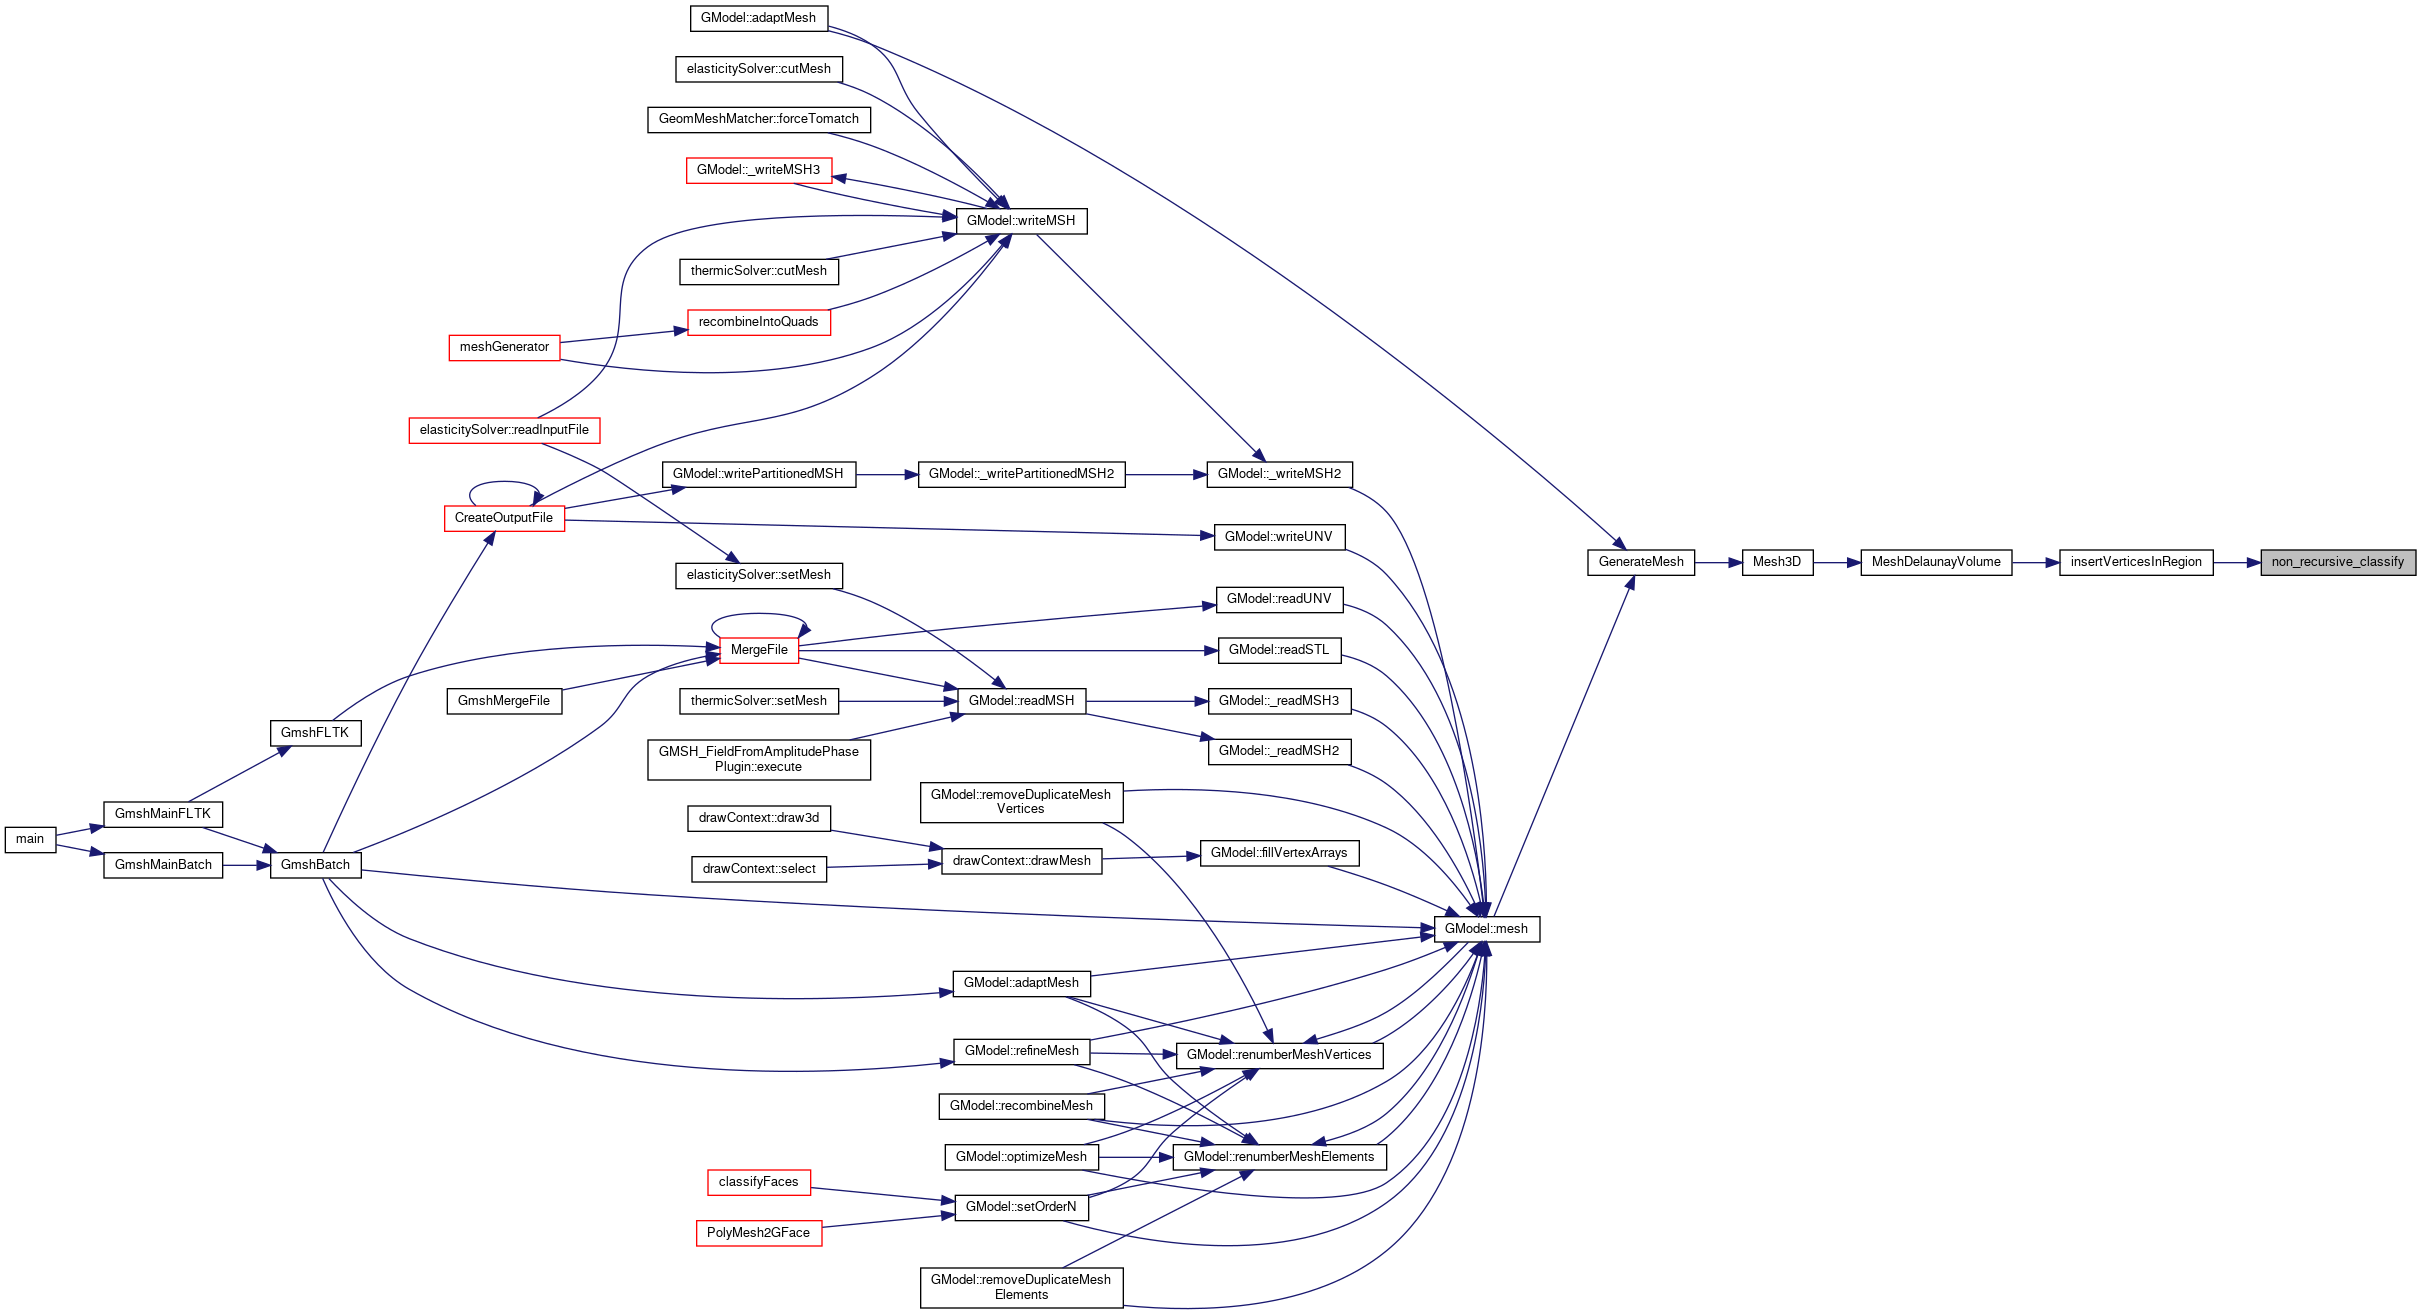 GModel::adaptMesh
elasticitySolver::cutMesh
GeomMeshMatcher::forceTomatch
GModel::_writeMSH3
GModel::writeMSH
thermicSolver::cutMesh
recombineIntoQuads
meshGenerator
elasticitySolver::readInputFile
GModel::writePartitionedMSH
GModel::_writePartitionedMSH2
GModel::_writeMSH2
CreateOutputFile
GModel::writeUNV
GenerateMesh
Mesh3D
MeshDelaunayVolume
insertVerticesInRegion
non_recursive_classify
elasticitySolver::setMesh
GModel::readUNV
MergeFile
GModel::readSTL
GmshMergeFile
thermicSolver::setMesh
GModel::readMSH
GModel::_readMSH3
GmshFLTK
GMSH_FieldFromAmplitudePhase
Plugin::execute
GModel::_readMSH2
GModel::removeDuplicateMesh
Vertices
GmshMainFLTK
drawContext::draw3d
main
GmshMainBatch
GmshBatch
drawContext::select
drawContext::drawMesh
GModel::fillVertexArrays
GModel::mesh
GModel::adaptMesh
GModel::refineMesh
GModel::renumberMeshVertices
GModel::recombineMesh
GModel::optimizeMesh
GModel::renumberMeshElements
classifyFaces
GModel::setOrderN
PolyMesh2GFace
GModel::removeDuplicateMesh
Elements